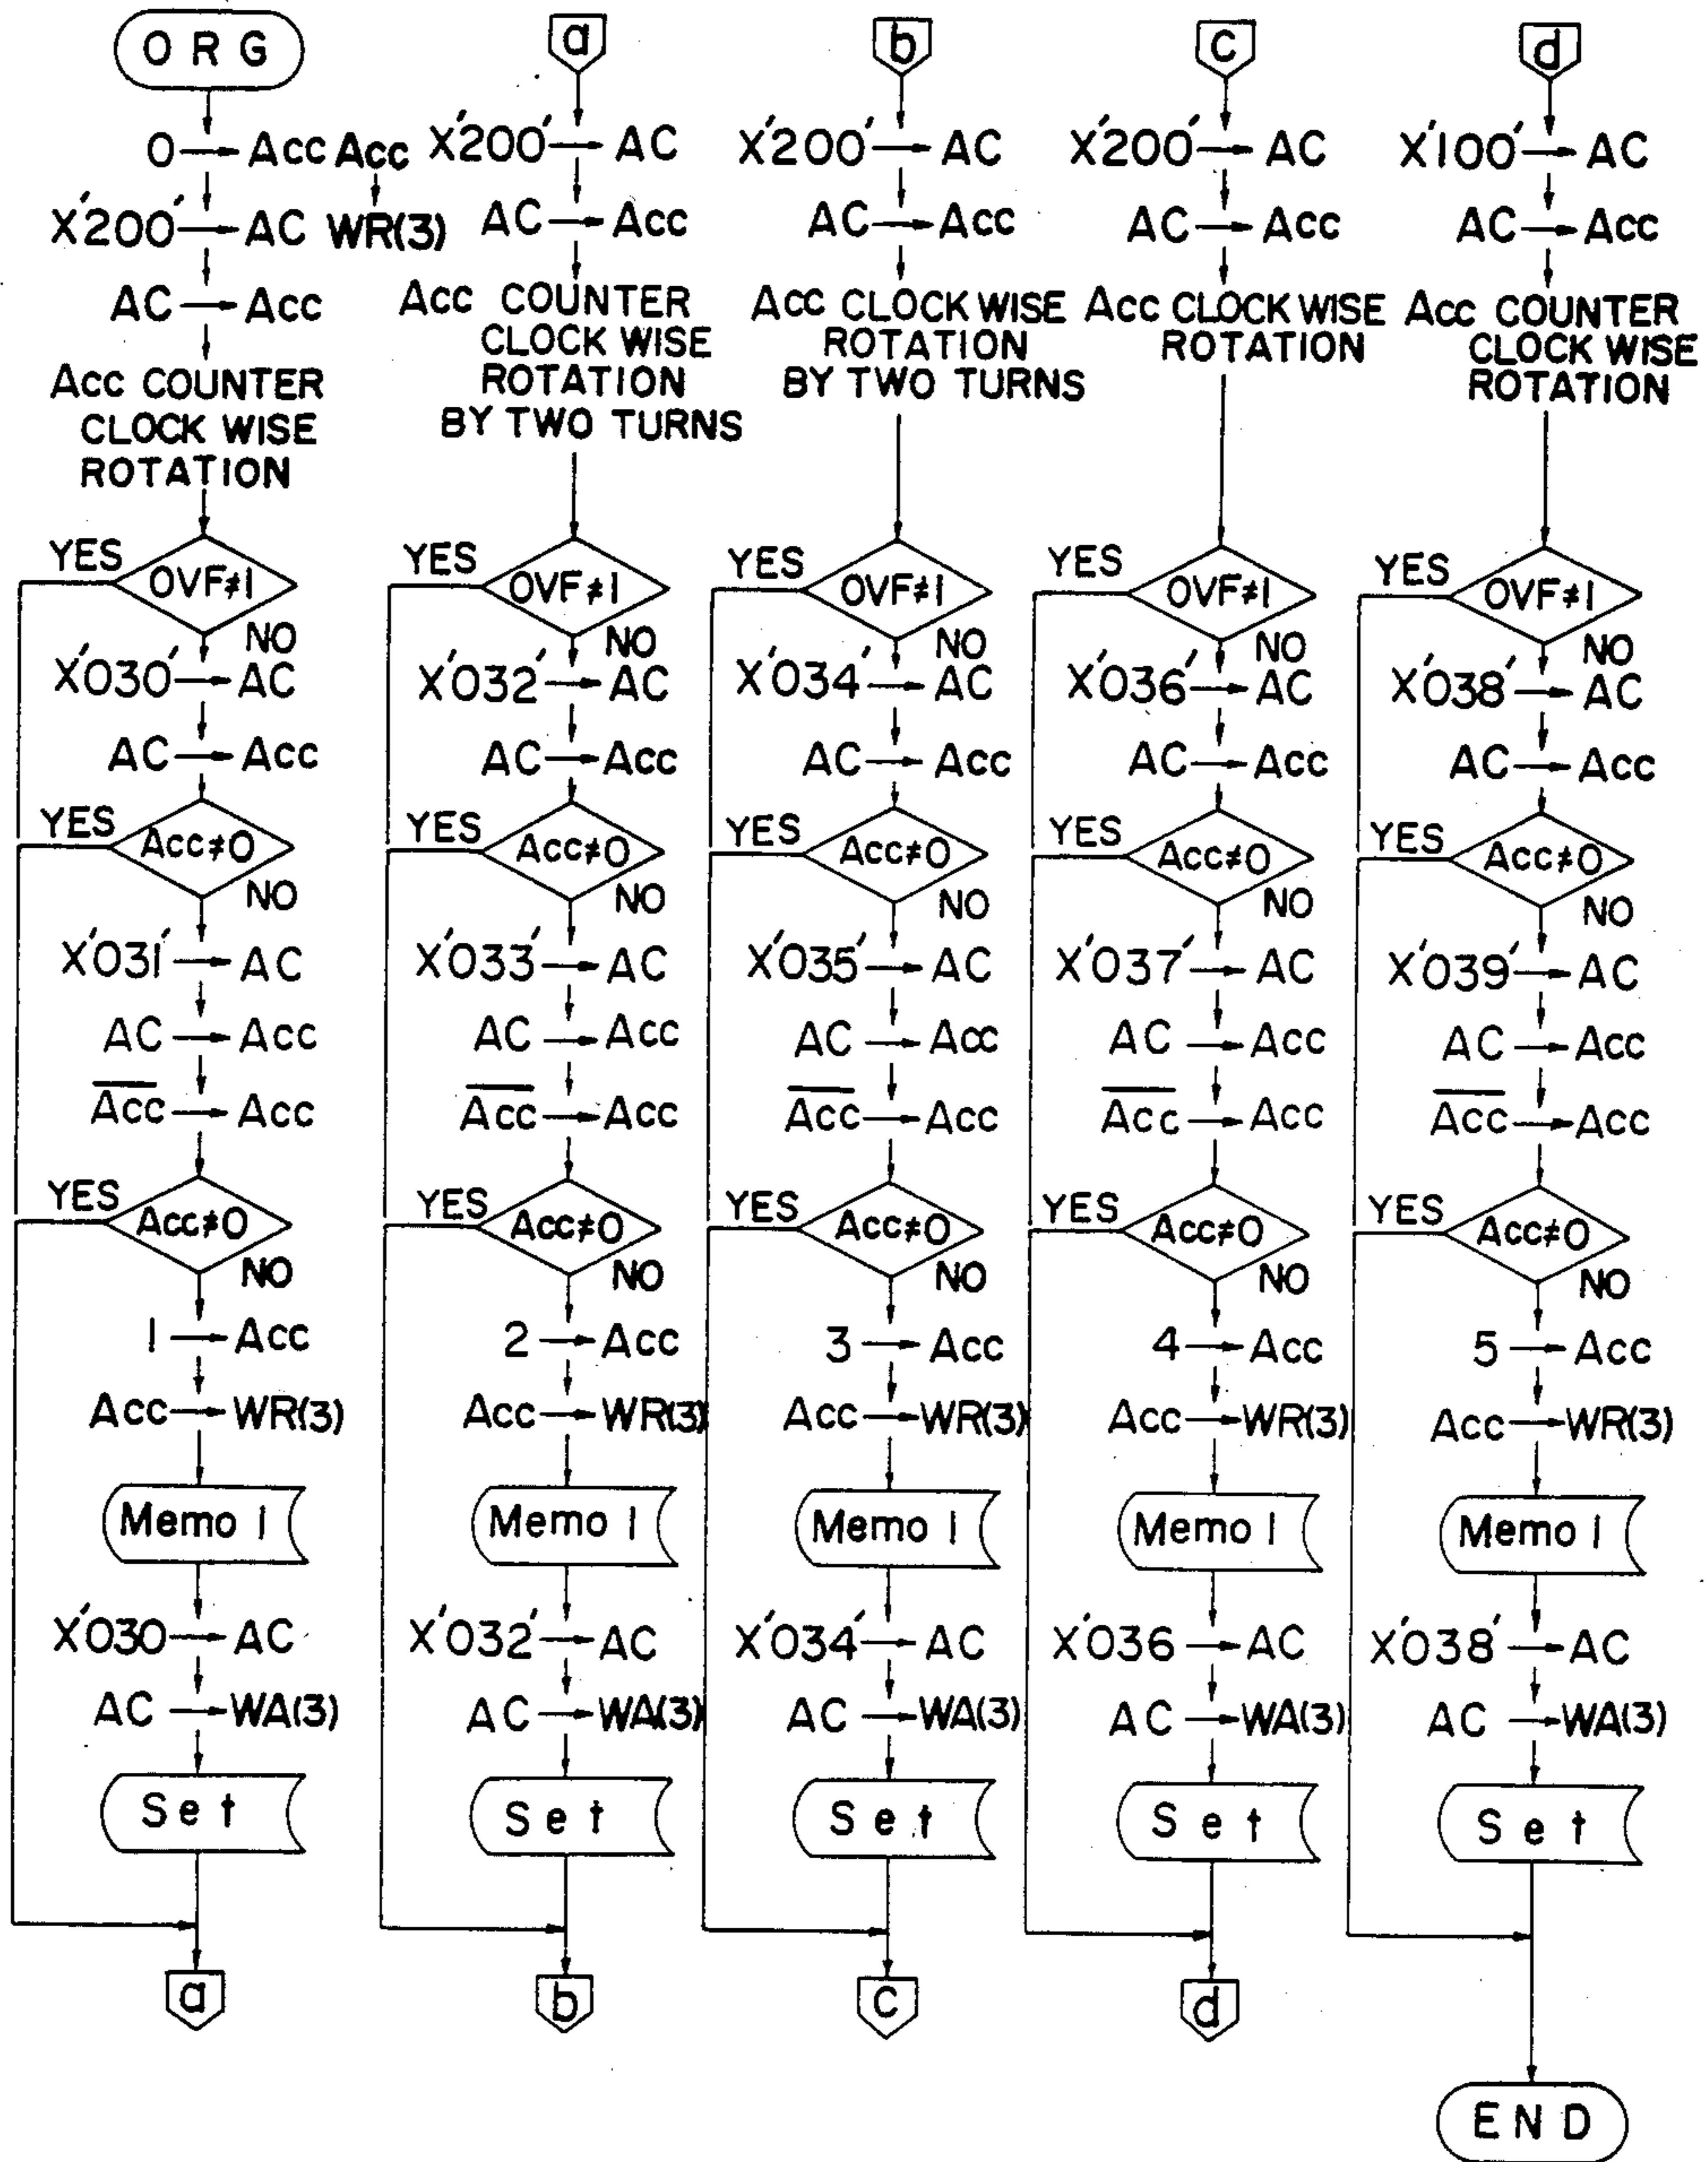 ORG
0 → Acc Acc
X'200' → AC WR(3)
AC → Acc
Acc COUNTER
CLOCK WISE
ROTATION
YES
OVF≠1
NO
X'030' → AC
AC → Acc
YES
Acc≠0
NO
X'031' → AC
AC → Acc
A̅c̅c̅ → Acc
YES
Acc≠0
NO
1 → Acc
Acc → WR(3)
Memo 1
X'030 → AC
AC → WA(3)
Set
a
a
X'200' → AC
AC → Acc
Acc COUNTER
CLOCK WISE
ROTATION
BY TWO TURNS
YES
OVF≠1
NO
X'032' → AC
AC → Acc
YES
Acc≠0
NO
X'033' → AC
AC → Acc
A̅c̅c̅ → Acc
YES
Acc≠0
NO
2 → Acc
Acc → WR(3)
Memo 1
X'032' → AC
AC → WA(3)
Set
b
b
X'200' → AC
AC → Acc
Acc CLOCK WISE
ROTATION
BY TWO TURNS
YES
OVF≠1
NO
X'034' → AC
AC → Acc
YES
Acc≠0
NO
X'035' → AC
AC → Acc
A̅c̅c̅ → Acc
YES
Acc≠0
NO
3 → Acc
Acc → WR(3)
Memo 1
X'034' → AC
AC → WA(3)
Set
c
c
X'200' → AC
AC → Acc
Acc CLOCK WISE
ROTATION
YES
OVF≠1
NO
X'036' → AC
AC → Acc
YES
Acc≠0
NO
X'037' → AC
AC → Acc
A̅c̅c̅ → Acc
YES
Acc≠0
NO
4 → Acc
Acc → WR(3)
Memo 1
X'036 → AC
AC → WA(3)
Set
d
d
X'100' → AC
AC → Acc
Acc COUNTER
CLOCK WISE
ROTATION
YES
OVF≠1
NO
X'038' → AC
AC → Acc
YES
Acc≠0
NO
X'039' → AC
AC → Acc
A̅c̅c̅ → Acc
YES
Acc≠0
NO
5 → Acc
Acc → WR(3)
Memo 1
X'038' → AC
AC → WA(3)
Set
END